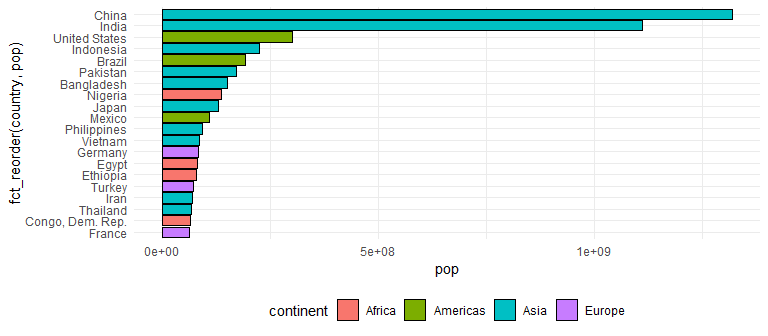 fct_reorder(country, pop)
China
India
United States
Indonesia
Brazil
Pakistan
Bangladesh
Nigeria
Japan
Mexico
Philippines
Vietnam
Germany
Egypt
Ethiopia
Turkey
Iran
Thailand
Congo, Dem. Rep.
France
0e+00 5e+08 1e+09
pop
continent Africa Americas Asia Europe